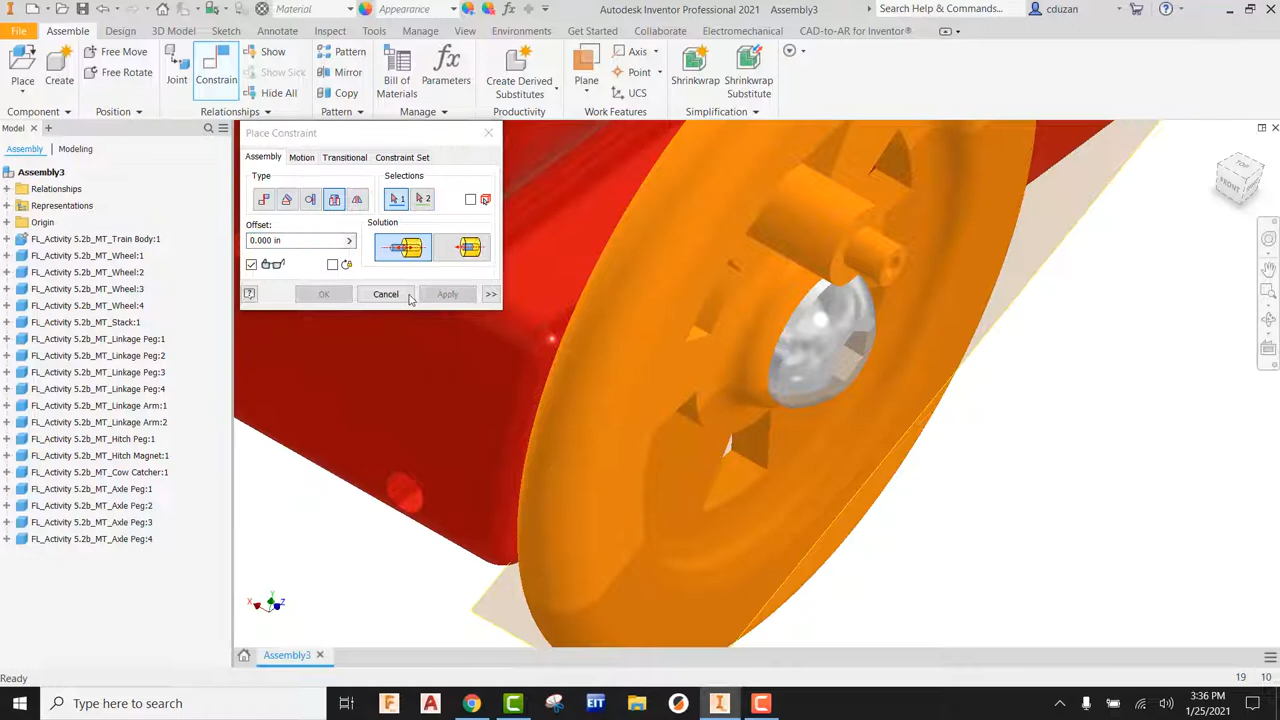 Material
Appearance
Autodesk Inventor Professional 2021
Assembly3
Search Help & Commands...
cduzan
File
Assemble
Design
3D Model
Sketch
Annotate
Inspect
Tools
Manage
View
Environments
Get Started
Collaborate
Electromechanical
CAD-to-AR for Inventor®
Place
Create
Free Move
Free Rotate
Joint
Constrain
Show
Show Sick
Hide All
Pattern
Mirror
Copy
Bill of
Materials
fx
Parameters
Create Derived
Substitutes
Plane
Axis
Point
UCS
Shrinkwrap
Shrinkwrap
Substitute
Component
Position
Relationships
Pattern
Manage
Productivity
Work Features
Simplification
Model
Assembly
Modeling
Assembly3
Relationships
Representations
Origin
FL_Activity 5.2b_MT_Train Body:1
FL_Activity 5.2b_MT_Wheel:1
FL_Activity 5.2b_MT_Wheel:2
FL_Activity 5.2b_MT_Wheel:3
FL_Activity 5.2b_MT_Wheel:4
FL_Activity 5.2b_MT_Stack:1
FL_Activity 5.2b_MT_Linkage Peg:1
FL_Activity 5.2b_MT_Linkage Peg:2
FL_Activity 5.2b_MT_Linkage Peg:3
FL_Activity 5.2b_MT_Linkage Peg:4
FL_Activity 5.2b_MT_Linkage Arm:1
FL_Activity 5.2b_MT_Linkage Arm:2
FL_Activity 5.2b_MT_Hitch Peg:1
FL_Activity 5.2b_MT_Hitch Magnet:1
FL_Activity 5.2b_MT_Cow Catcher:1
FL_Activity 5.2b_MT_Axle Peg:1
FL_Activity 5.2b_MT_Axle Peg:2
FL_Activity 5.2b_MT_Axle Peg:3
FL_Activity 5.2b_MT_Axle Peg:4
Place Constraint
Assembly
Motion
Transitional
Constraint Set
Type
Selections
1
2
Offset:
Solution
0.000 in
OK
Cancel
Apply
>>
TOP
FRONT
X
Y
Z
Assembly3
Ready
19
10
Type here to search
EIT
3:36 PM
1/25/2021